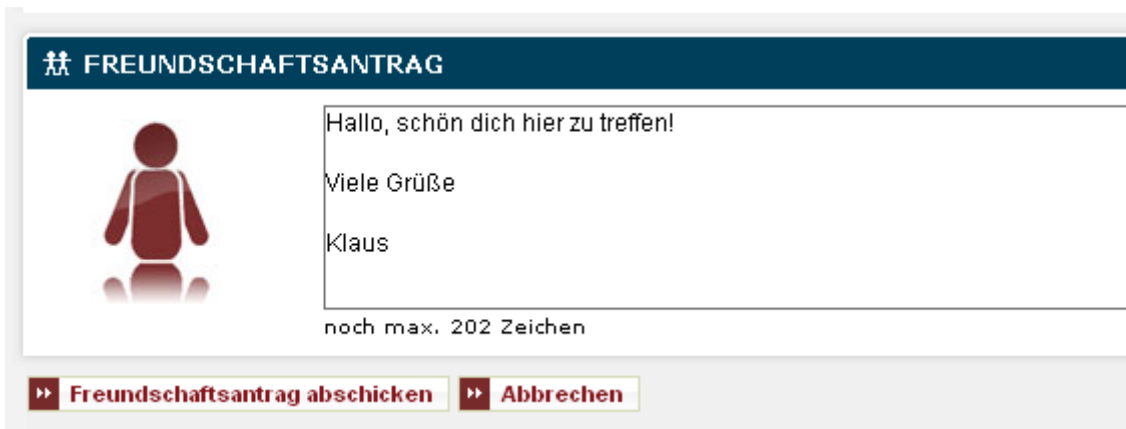 FREUNDSCHAFTSANTRAG
Hallo, schön dich hier zu treffen!
Viele Grüße
Klaus
noch max. 202 Zeichen
Freundschaftsantrag abschicken
Abbrechen